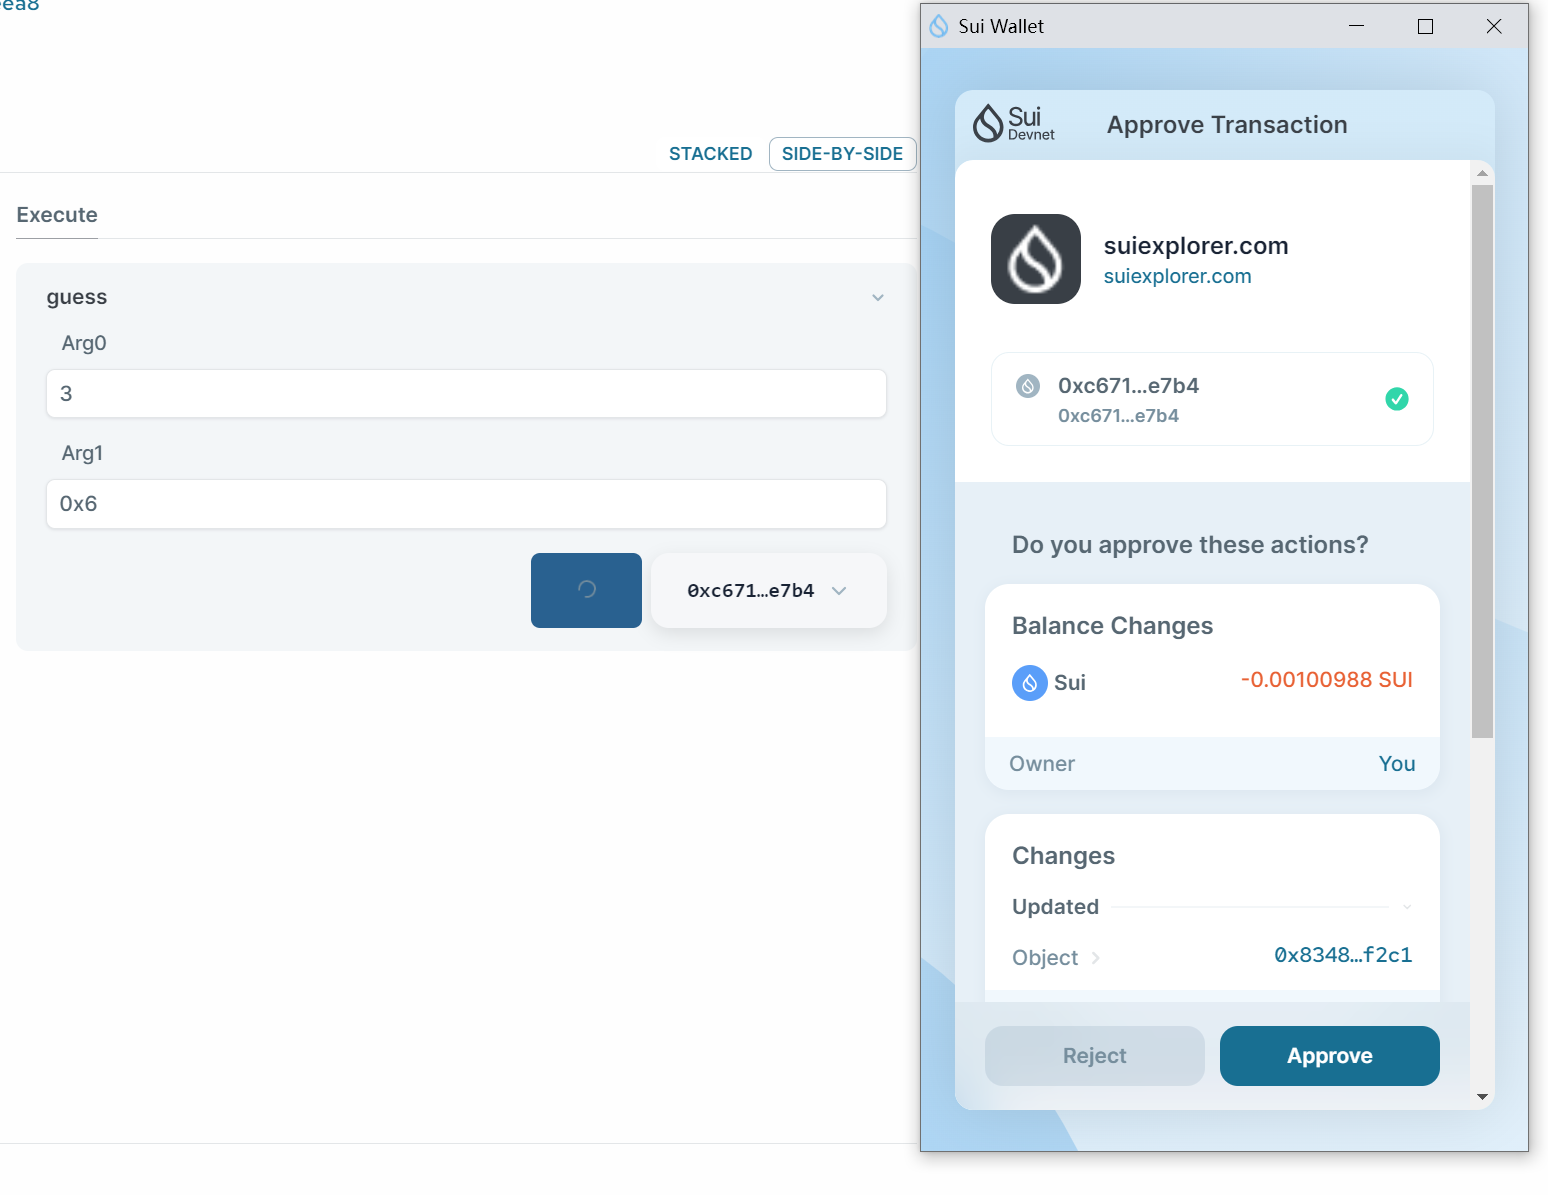 STACKED
SIDE-BY-SIDE
Execute
guess
Arg0
3
Arg1
0x6
0xc671...e7b4
Sui Wallet
Sui
Devnet
Approve Transaction
suiexplorer.com
suiexplorer.com
0xc671...e7b4
0xc671...e7b4
Do you approve these actions?
Balance Changes
Sui
-0.00100988 SUI
Owner
You
Changes
Updated
Object
0x8348...f2c1
Reject
Approve